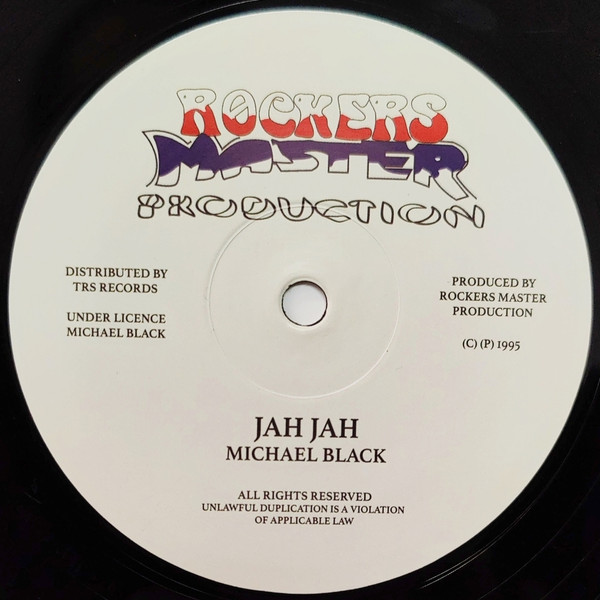 ROCKERS
MASTER
PRODUCTION
DISTRIBUTED BY
TRS RECORDS
UNDER LICENCE
MICHAEL BLACK
PRODUCED BY
ROCKERS MASTER
PRODUCTION
(C) (P) 1995
JAH JAH
MICHAEL BLACK
ALL RIGHTS RESERVED
UNLAWFUL DUPLICATION IS A VIOLATION
OF APPLICABLE LAW